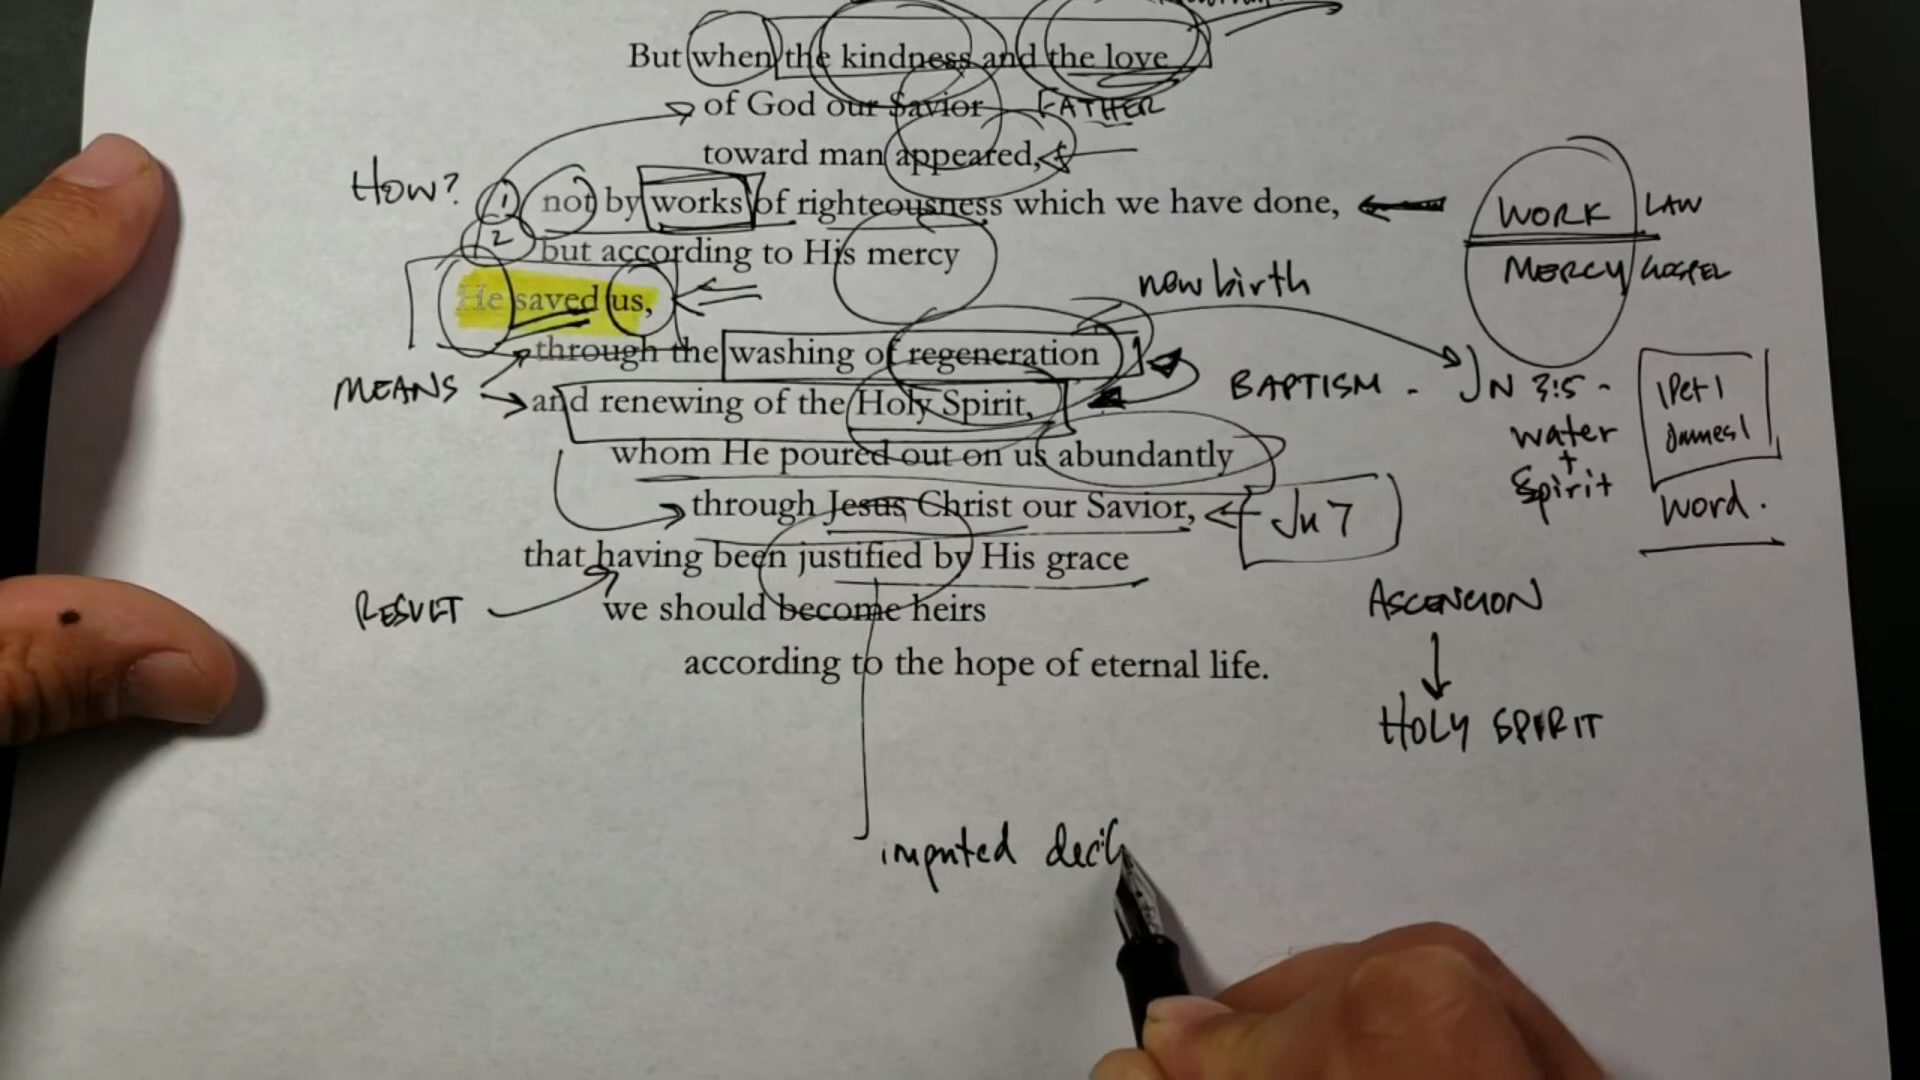 But when the kindness and the love
of God our Savior FATHER
toward man appeared,
How? 1 not by works of righteousness which we have done, WORK LAW
2 but according to His mercy MERCY GOSPEL
He saved us, new birth
through the washing of regeneration
MEANS and renewing of the Holy Spirit, BAPTISM - JN 3:5 - 1Pet 1
whom He poured out on us abundantly water James 1
+
through Jesus Christ our Savior, Jn 7 Spirit Word.
that having been justified by His grace
RESULT we should become heirs ASCENCION
according to the hope of eternal life.
HOLY SPIRIT
imputed